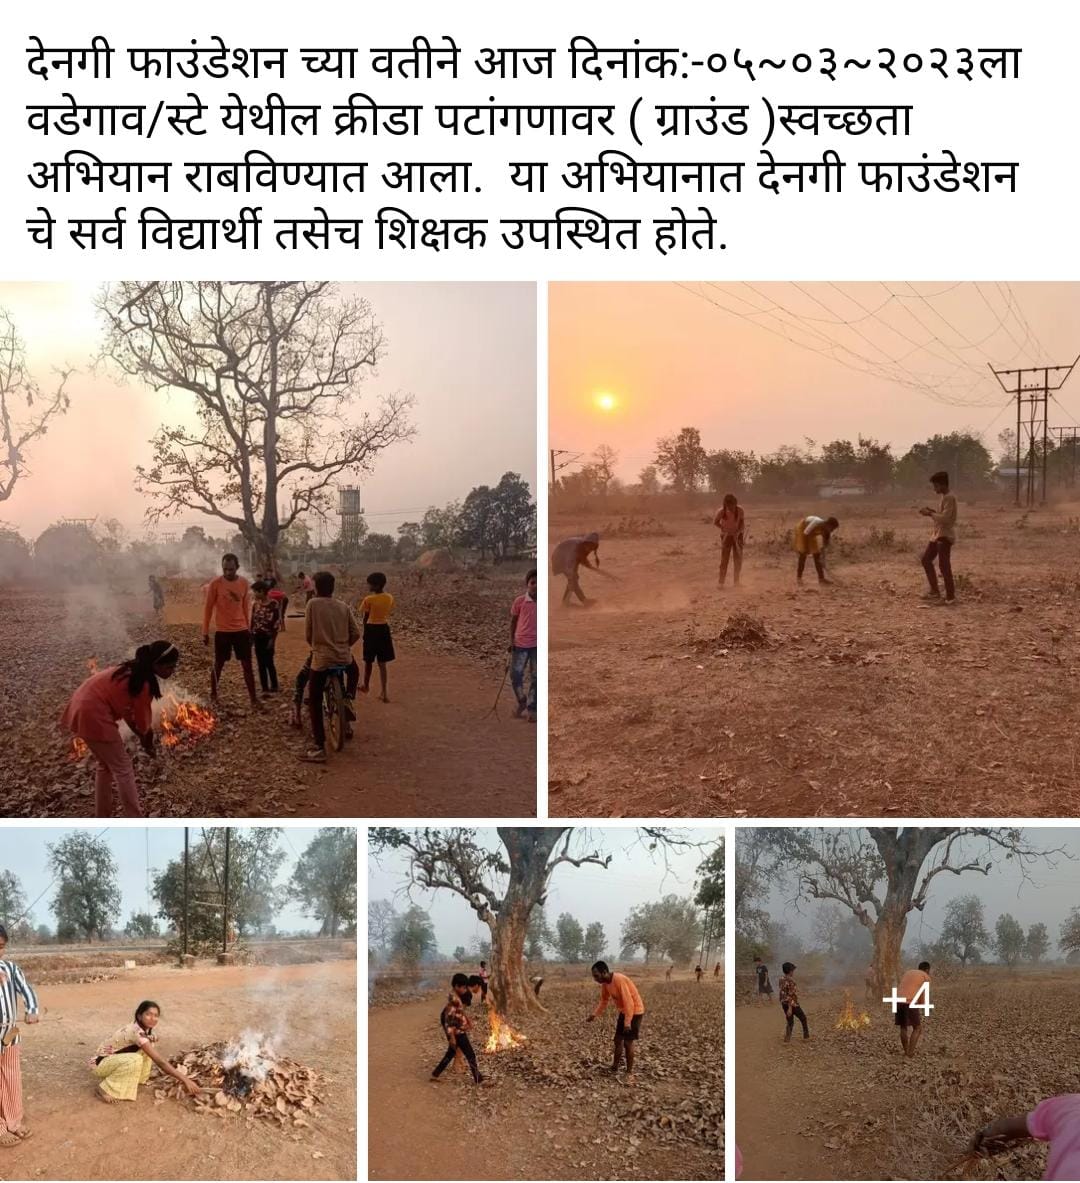 देनगी फाउंडेशन च्या वतीने आज दिनांक:-०५~०३~२०२३ला
वडेगाव/स्टे येथील क्रीडा पटांगणावर ( ग्राउंड )स्वच्छता
अभियान राबविण्यात आला.  या अभियानात देनगी फाउंडेशन
चे सर्व विद्यार्थी तसेच शिक्षक उपस्थित होते.
+4